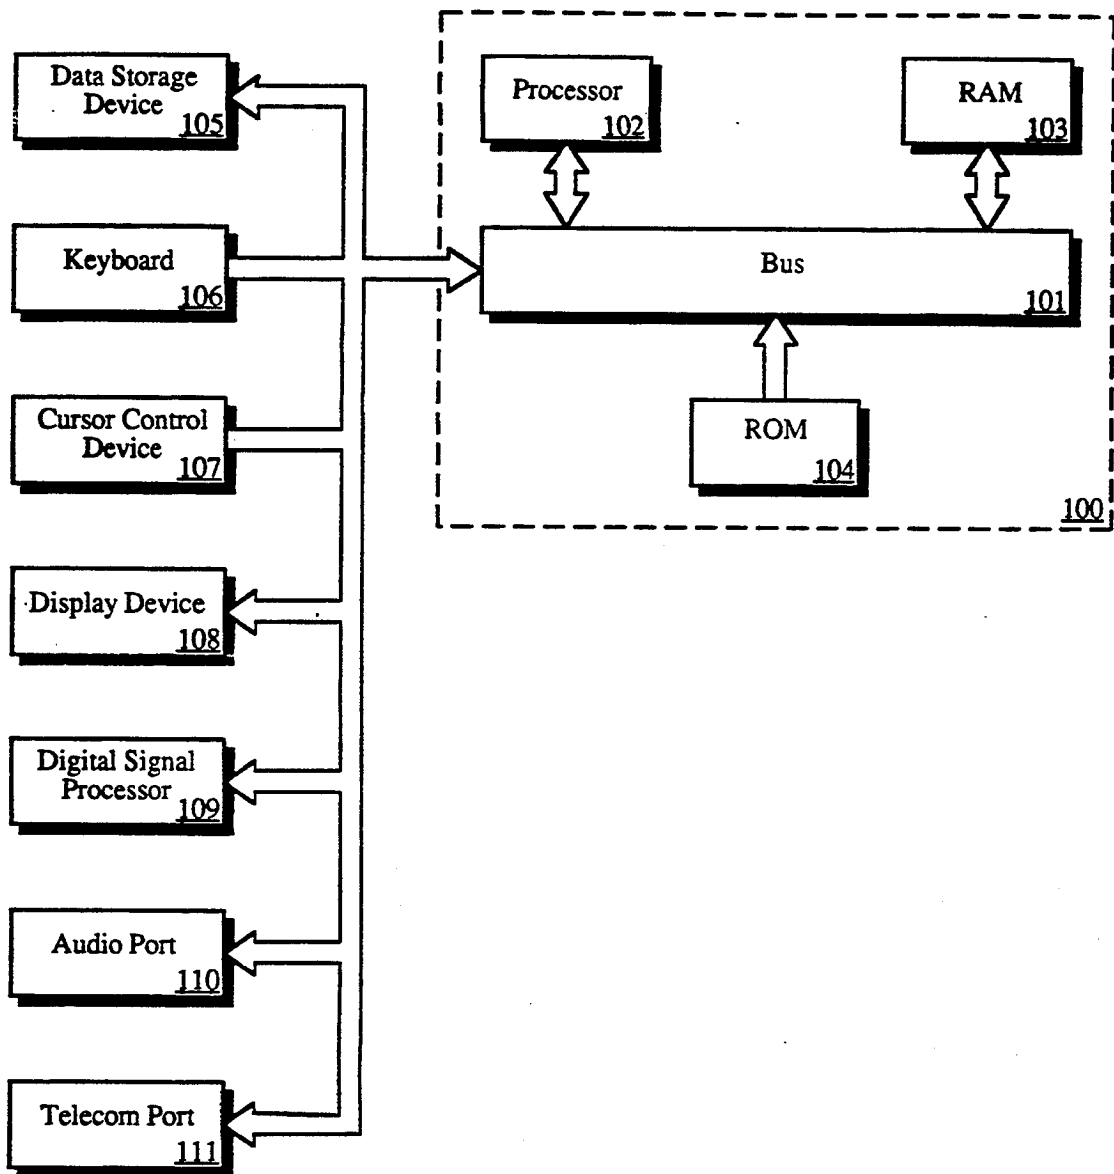 Data Storage
Device
105
Keyboard
106
Cursor Control
Device
107
Display Device
108
Digital Signal
Processor
109
Audio Port
110
Telecom Port
111
Processor
102
RAM
103
Bus
101
ROM
104
100